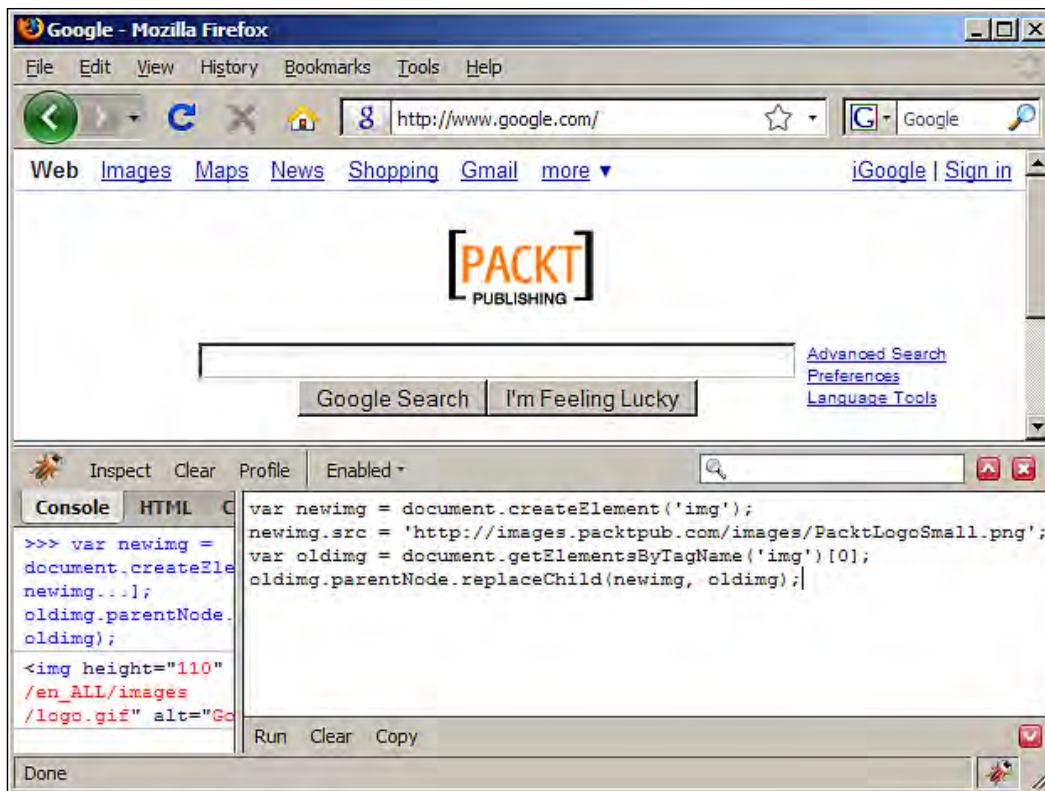 Google - Mozilla Firefox
File Edit View History Bookmarks Tools Help
g http://www.google.com/ G Google
Web Images Maps News Shopping Gmail more ▼ iGoogle | Sign in
[PACKT]
PUBLISHING
Advanced Search
Preferences
Language Tools
Google Search I'm Feeling Lucky
Inspect Clear Profile Enabled
Console HTML C
>>> var newimg =
document.createEle
newimg...];
oldimg.parentNode.
oldimg);
<img height="110"
/en_ALL/images
/logo.gif" alt="Go
var newimg = document.createElement('img');
newimg.src = 'http://images.packtpub.com/images/PacktLogoSmall.png';
var oldimg = document.getElementsByTagName('img')[0];
oldimg.parentNode.replaceChild(newimg, oldimg);
Run Clear Copy
Done